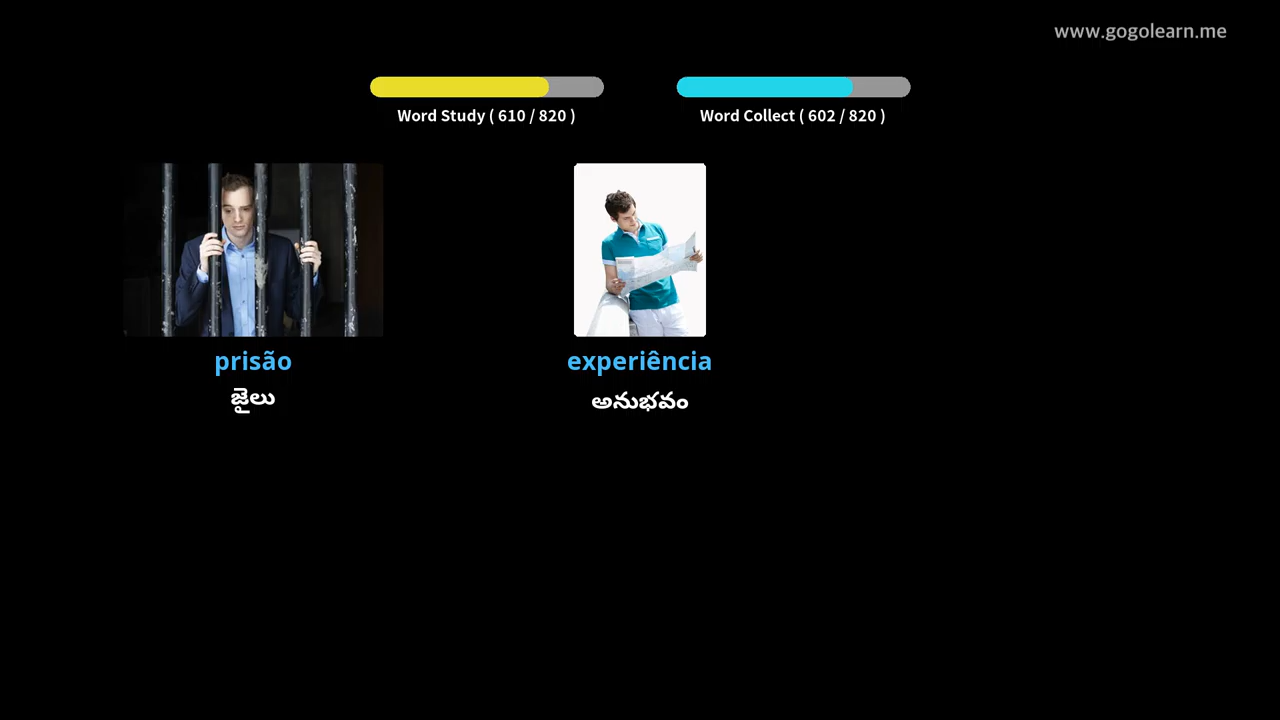 www.gogolearn.me
Word Study ( 610 / 820 )
Word Collect ( 602 / 820 )
prisão
experiência
జైలు
అనుభవం